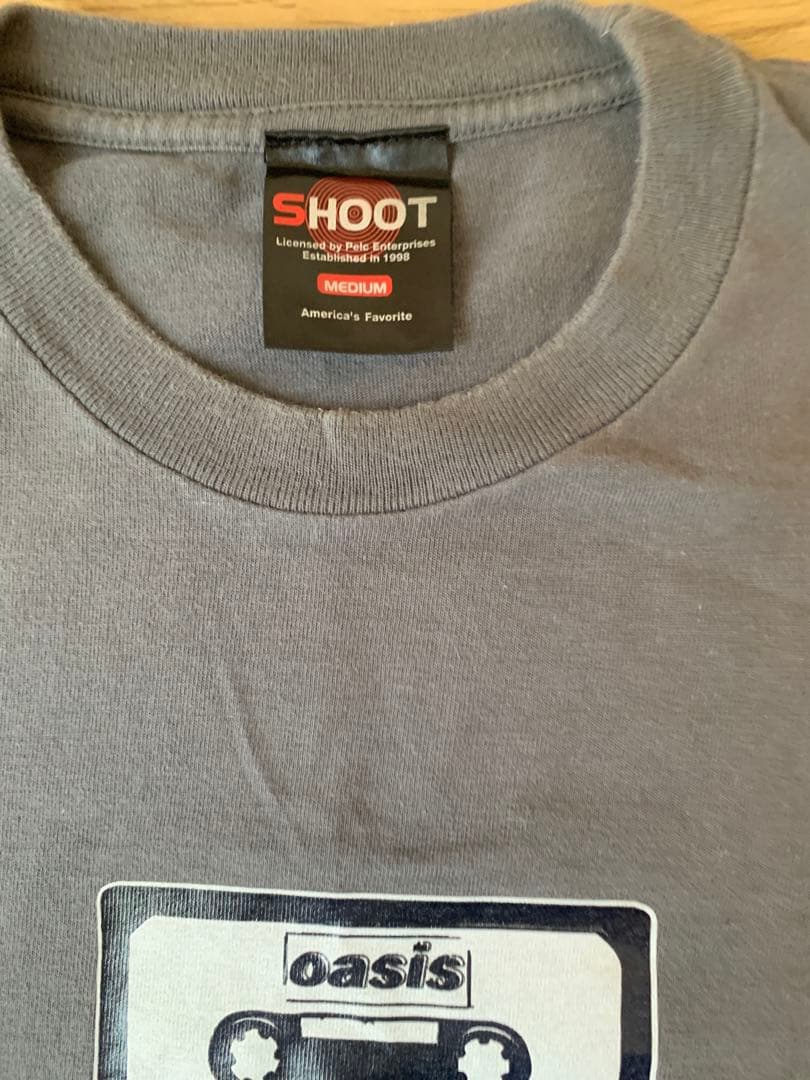 SHOOT
Licensed by Pelc Enterprises
Established in 1998
MEDIUM
America's Favorite
oasis